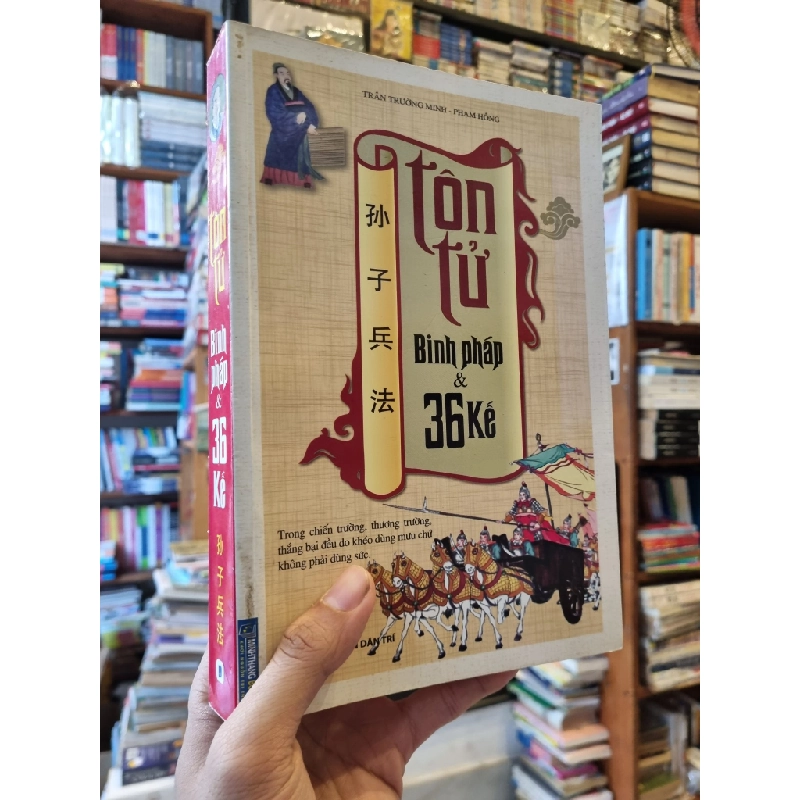 TRẦN TRƯỜNG MINH - PHẠM HỒNG
Tôn
Tử
Binh pháp
&
36 Kế
孙子兵法
Trong chiến trường, thương trường,
thắng bại đều do khéo dùng mưu chứ
không phải dùng sức.
DÂN TRÍ
Tôn
Tử
Binh
pháp
&
36
Kế
孙子兵法